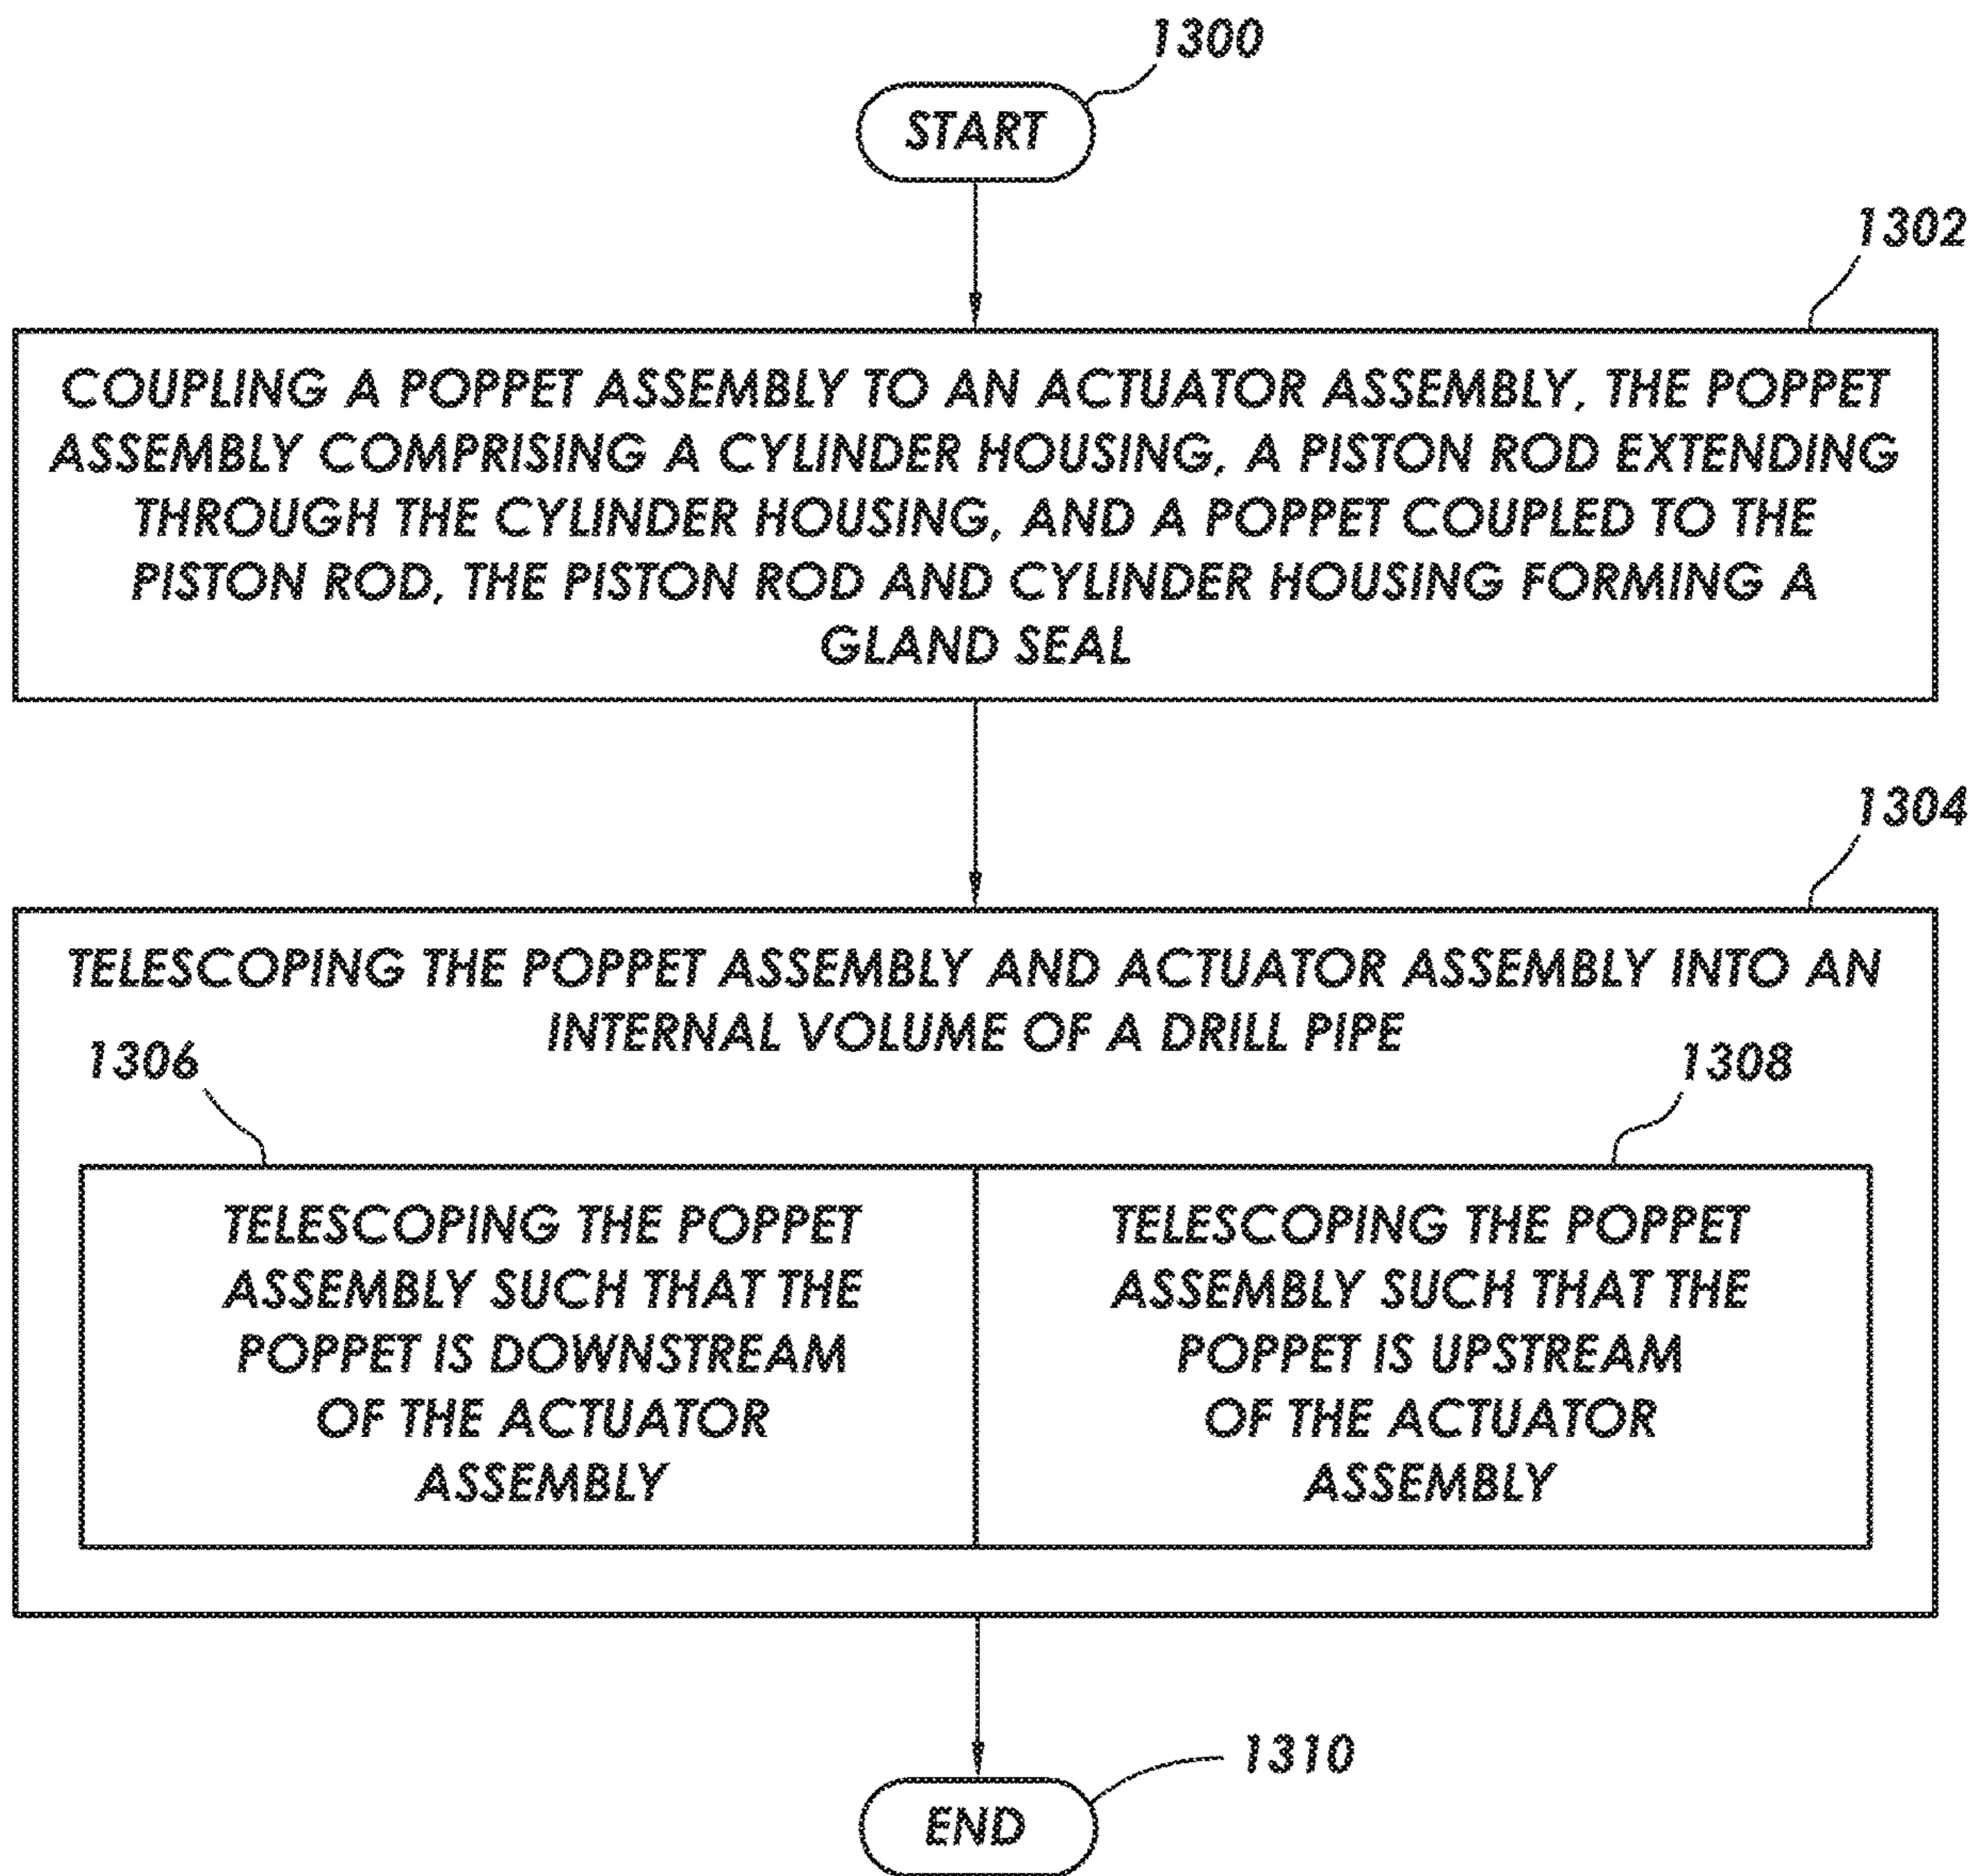 1300
START
1302
COUPLING A POPPET ASSEMBLY TO AN ACTUATOR ASSEMBLY, THE POPPET
ASSEMBLY COMPRISING A CYLINDER HOUSING, A PISTON ROD EXTENDING
THROUGH THE CYLINDER HOUSING, AND A POPPET COUPLED TO THE
PISTON ROD, THE PISTON ROD AND CYLINDER HOUSING FORMING A
GLAND SEAL
1304
TELESCOPING THE POPPET ASSEMBLY AND ACTUATOR ASSEMBLY INTO AN
INTERNAL VOLUME OF A DRILL PIPE
1306
TELESCOPING THE POPPET
ASSEMBLY SUCH THAT THE
POPPET IS DOWNSTREAM
OF THE ACTUATOR
ASSEMBLY
1308
TELESCOPING THE POPPET
ASSEMBLY SUCH THAT THE
POPPET IS UPSTREAM
OF THE ACTUATOR
ASSEMBLY
1310
END